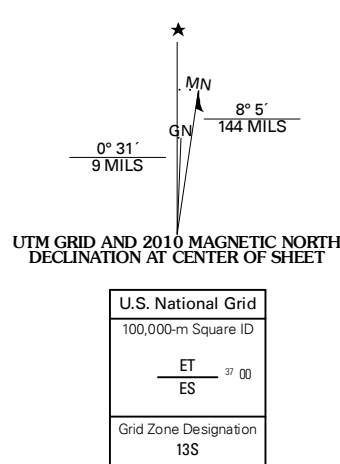 ★
MN
8° 5´
144 MILS
GN
0° 31´
9 MILS
UTM GRID AND 2010 MAGNETIC NORTH
DECLINATION AT CENTER OF SHEET
U.S. National Grid
100,000-m Square ID
ET
37 00
ES
Grid Zone Designation
13S